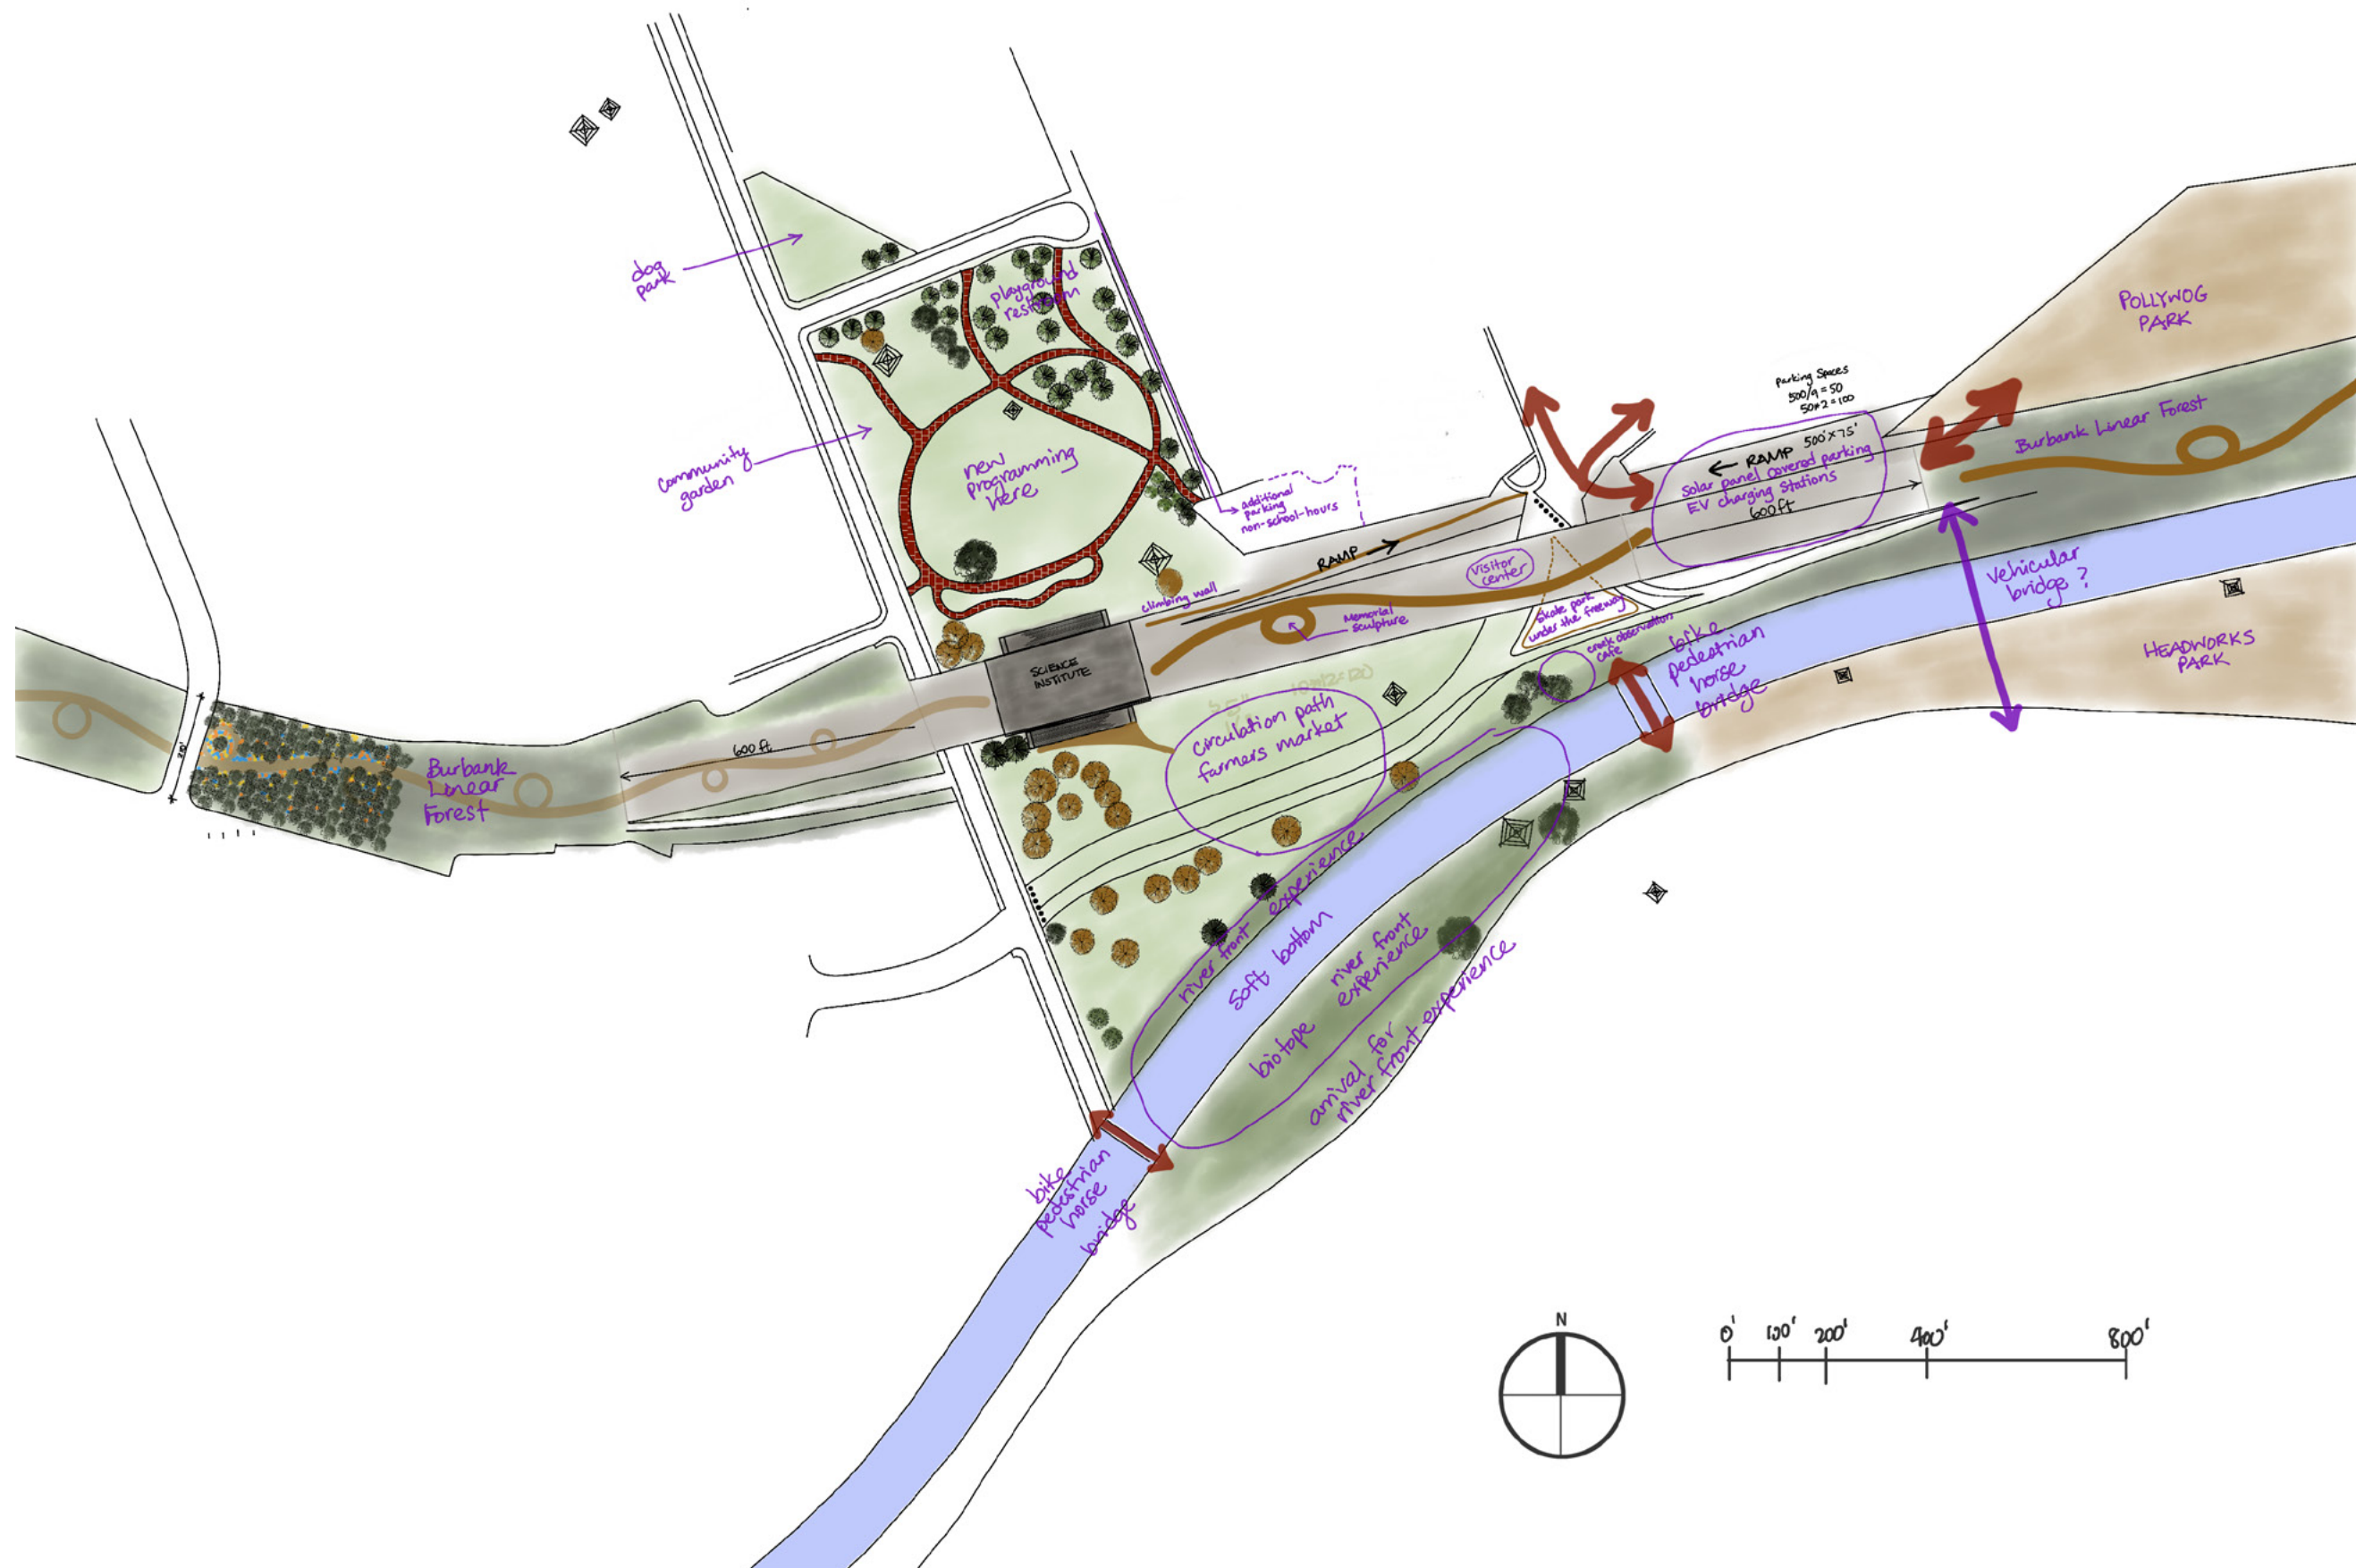 dog
park
playground
restroom
community
garden
new
programming
here
additional
parking
non-school-hours
Parking Spaces
500/9 = 50
50*2=100
POLLYWOG
PARK
RAMP
500'x75'
← RAMP
Solar panel covered parking
EV charging stations
600ft
Burbank Linear Forest
RAMP →
Visitor
center
climbing wall
Memorial
sculpture
skate park
under the freeway
creek observation
cafe
bike
pedestrian
horse
bridge
vehicular
bridge ?
HEADWORKS
PARK
SCIENCE
INSTITUTE
circulation path
farmers market
600 ft
Burbank
Linear
Forest
river front experience
soft bottom
river front
experience
biotope
arrival for
river front experience
bike
pedestrian
horse
bridge
N
0' 100' 200' 400' 800'